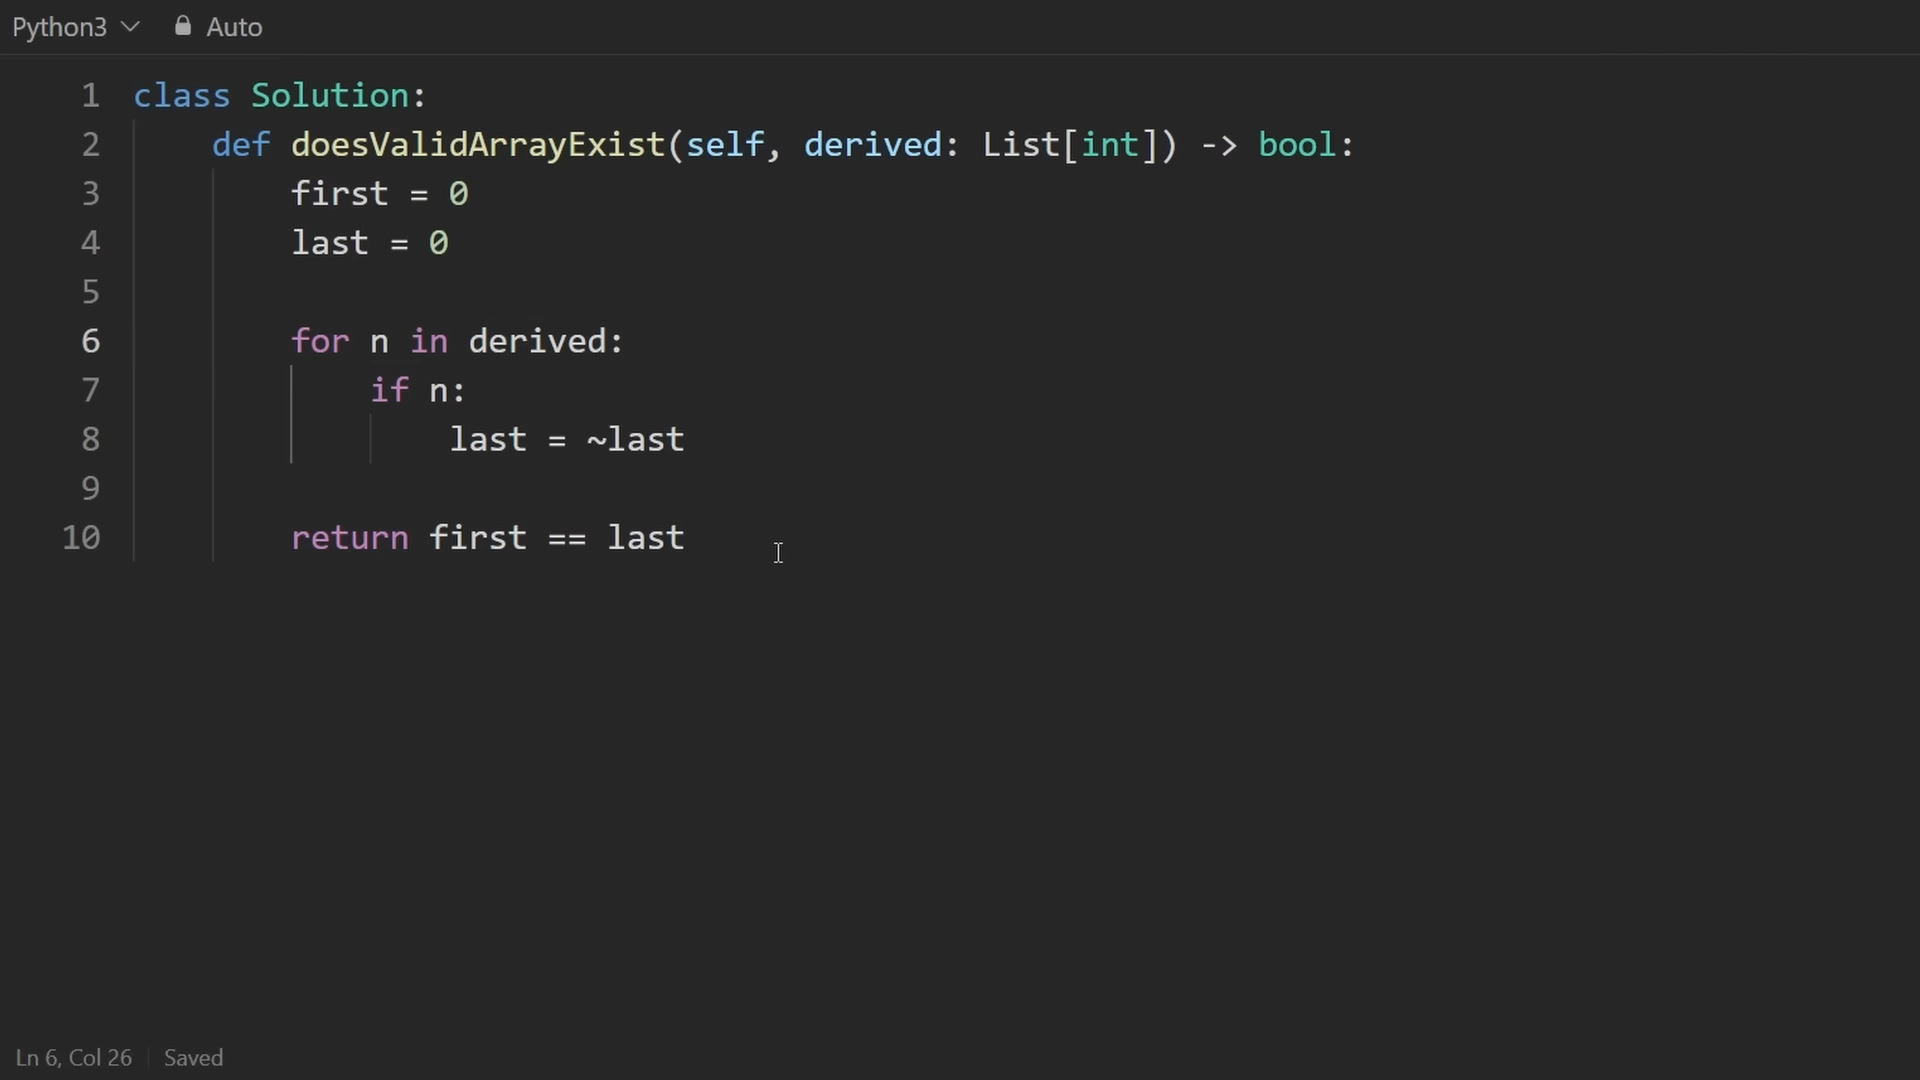 Python3 Auto
1 class Solution:
2 def doesValidArrayExist(self, derived: List[int]) -> bool:
3 first = 0
4 last = 0
5
6 for n in derived:
7 if n:
8 last = ~last
9
10 return first == last
Ln 6, Col 26 Saved